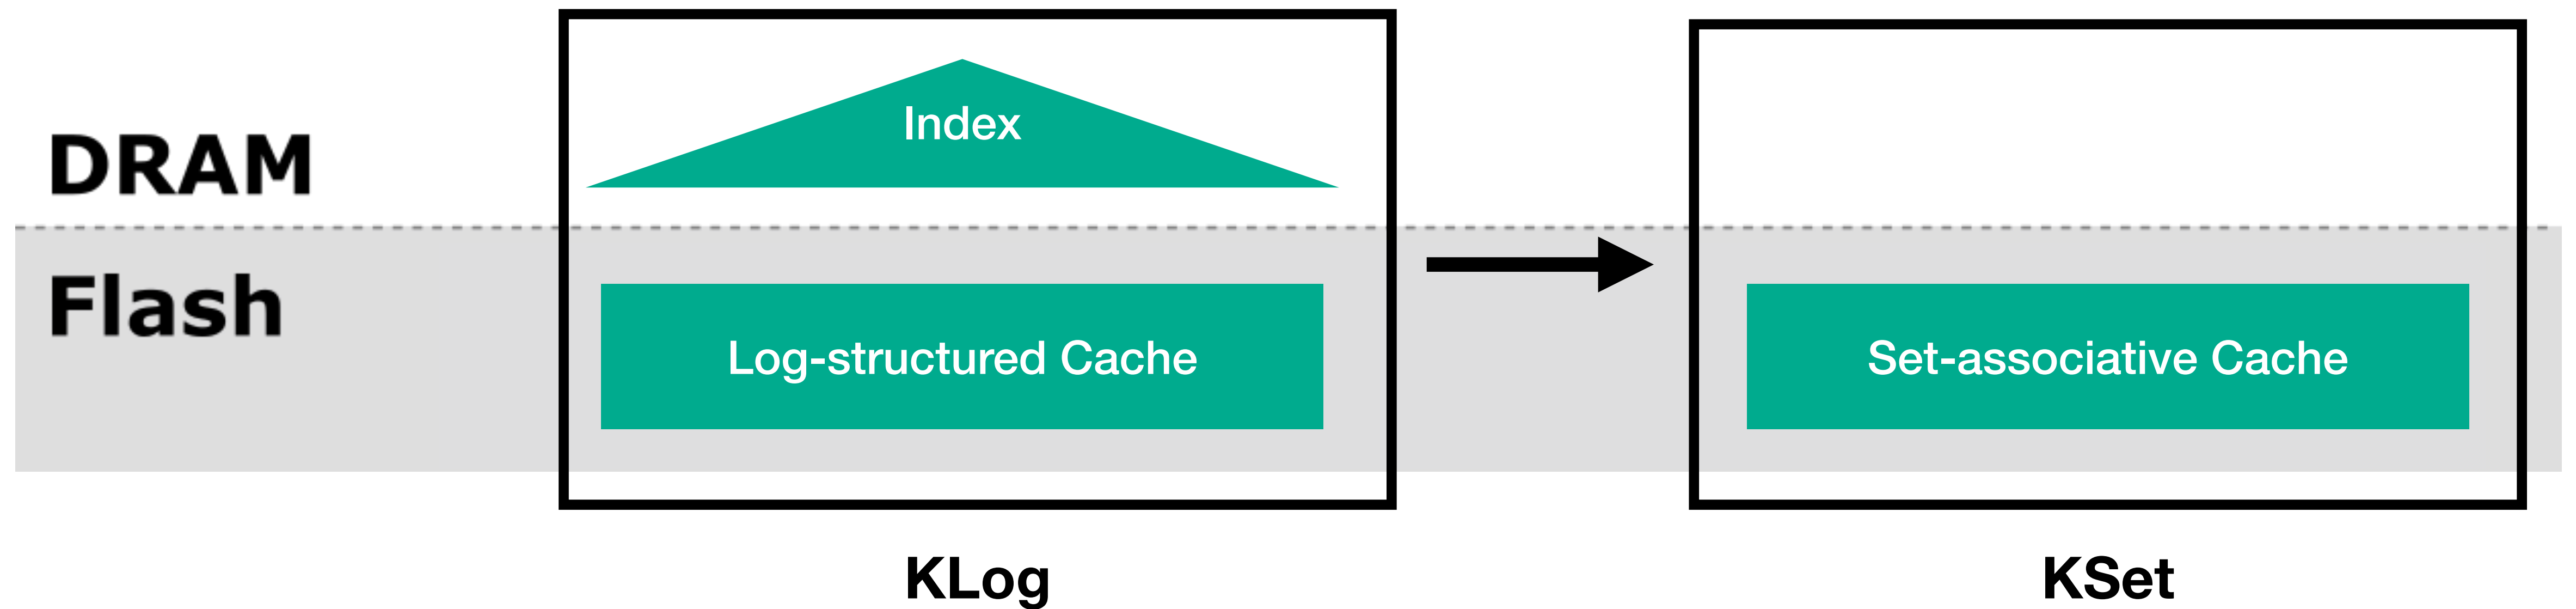 DRAM
Index
Flash
Log-structured Cache
Set-associative Cache
KLog
KSet